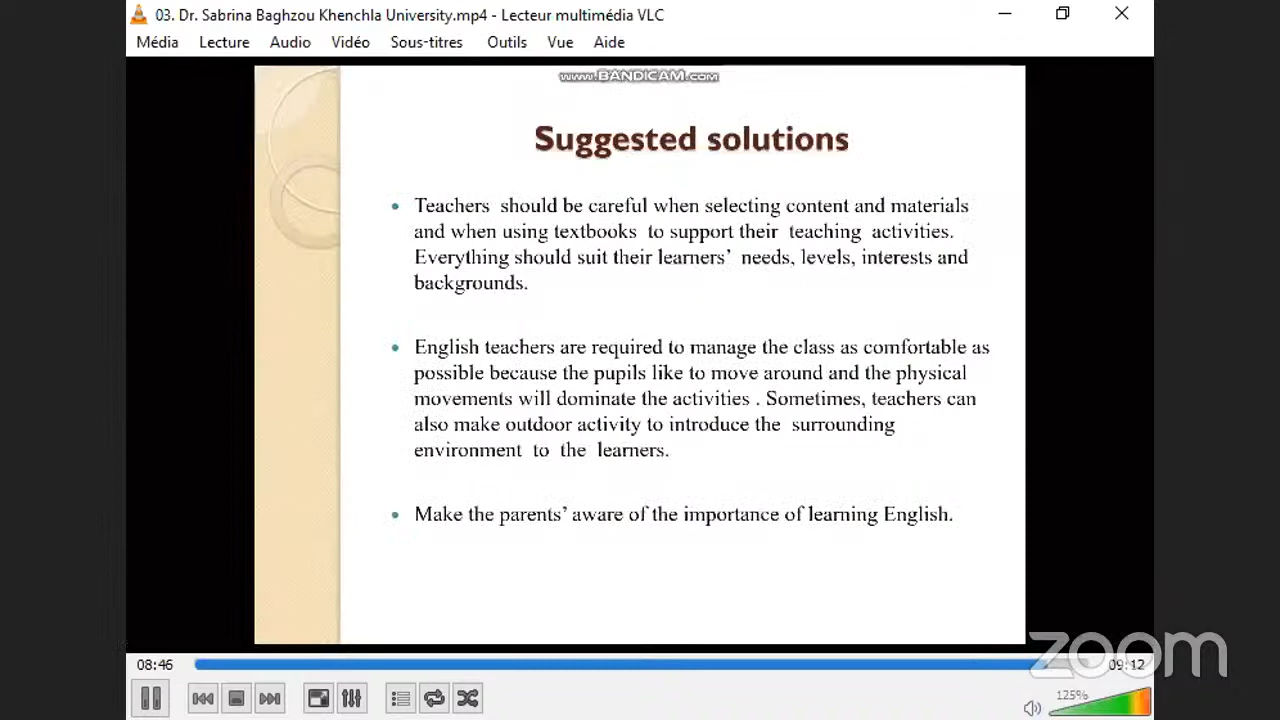 03. Dr. Sabrina Baghzou Khenchla University.mp4 - Lecteur multimédia VLC
Média Lecture Audio Vidéo Sous-titres Outils Vue Aide
www.BANDICAM.com
Suggested solutions
• Teachers should be careful when selecting content and materials
and when using textbooks to support their teaching activities.
Everything should suit their learners’ needs, levels, interests and
backgrounds.
• English teachers are required to manage the class as comfortable as
possible because the pupils like to move around and the physical
movements will dominate the activities . Sometimes, teachers can
also make outdoor activity to introduce the surrounding
environment to the learners.
• Make the parents’ aware of the importance of learning English.
zoom
08:46 09:12
125%